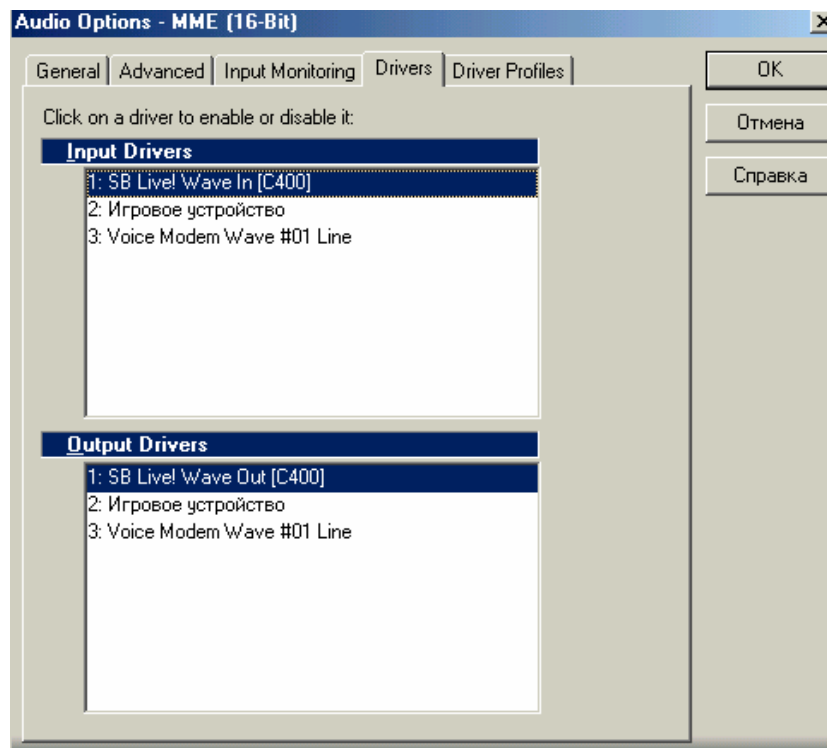 Audio Options - MME (16-Bit)
General Advanced Input Monitoring Drivers Driver Profiles
OK
Отмена
Справка
Click on a driver to enable or disable it:
Input Drivers
1: SB Live! Wave In [C400]
2: Игровое устройство
3: Voice Modem Wave #01 Line
Output Drivers
1: SB Live! Wave Out [C400]
2: Игровое устройство
3: Voice Modem Wave #01 Line